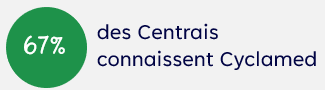 67%
des Centrais
connaissent Cyclamed